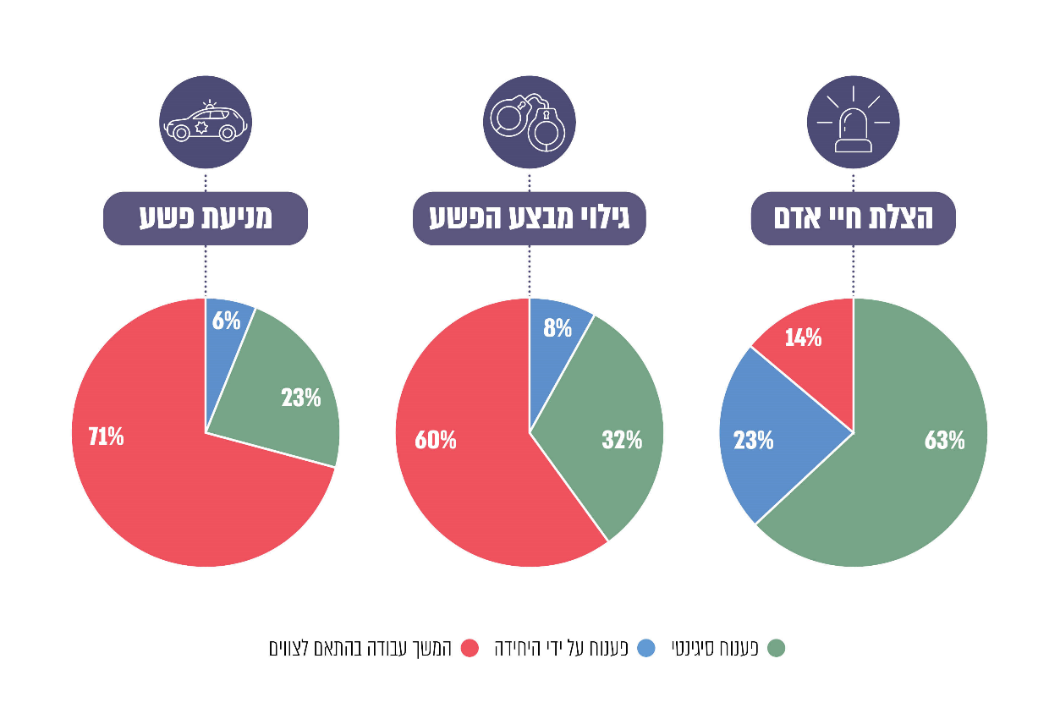 הצלת חיי אדם
גילוי מבצע הפשע
מניעת פשע
14%
23%
63%
8%
60%
32%
6%
23%
71%
פענוח סיגינטי
פענוח על ידי היחידה
המשך עבודה בהתאם לצווים